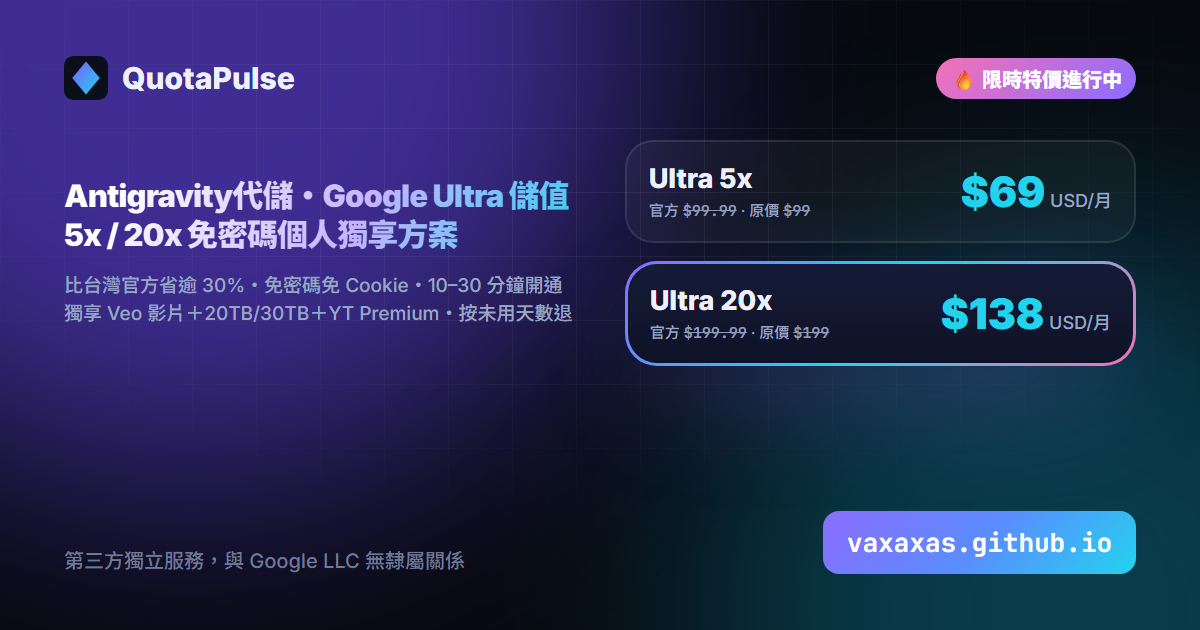 QuotaPulse
🔥 限時特價進行中
Antigravity代儲・Google Ultra 儲值
5x / 20x 免密碼個人獨享方案
比台灣官方省逾 30%・免密碼免 Cookie・10–30 分鐘開通
獨享 Veo 影片＋20TB/30TB＋YT Premium・按未用天數退
Ultra 5x
官方 $99.99 · 原價 $99
$69 USD/月
Ultra 20x
官方 $199.99 · 原價 $199
$138 USD/月
第三方獨立服務，與 Google LLC 無隸屬關係
vaxaxas.github.io